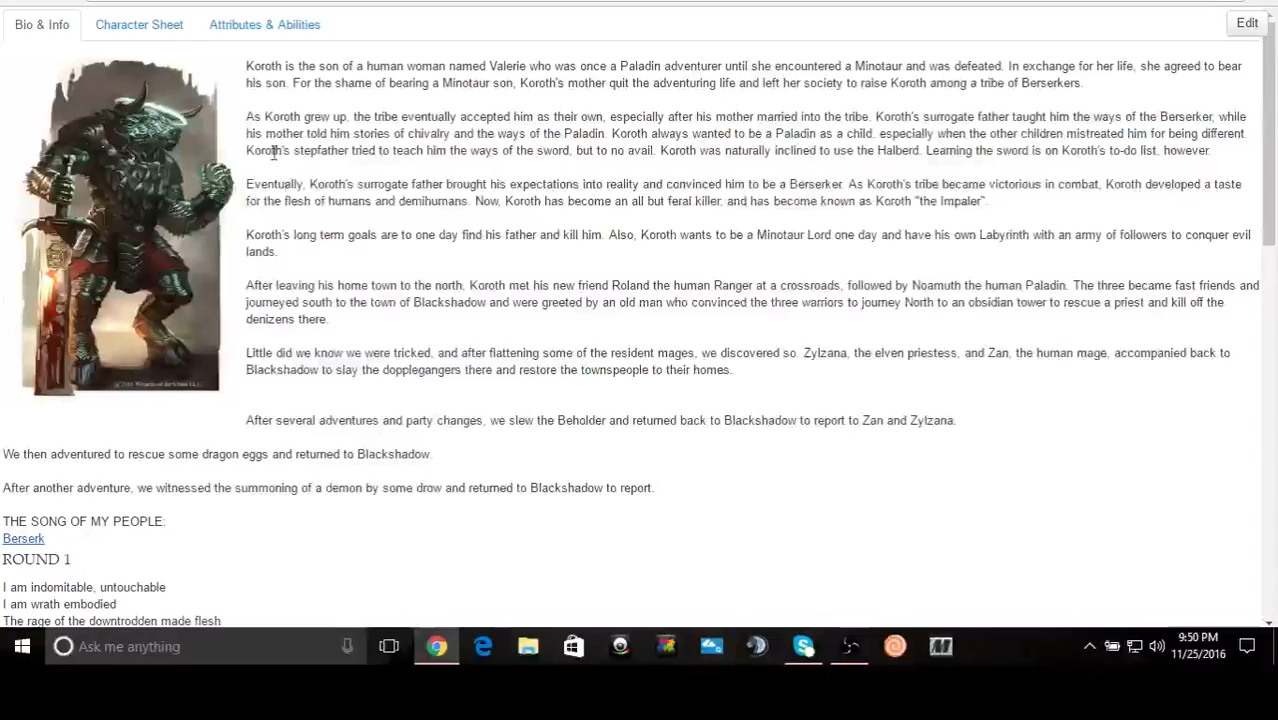 Bio & Info
Character Sheet
Attributes & Abilities
Edit
Koroth is the son of a human woman named Valerie who was once a Paladin adventurer until she encountered a Minotaur and was defeated. In exchange for her life, she agreed to bear
his son. For the shame of bearing a Minotaur son, Koroth's mother quit the adventuring life and left her society to raise Koroth among a tribe of Berserkers.
As Koroth grew up, the tribe eventually accepted him as their own, especially after his mother married into the tribe. Koroth's surrogate father taught him the ways of the Berserker, while
his mother told him stories of chivalry and the ways of the Paladin. Koroth always wanted to be a Paladin as a child, especially when the other children mistreated him for being different.
Koroth's stepfather tried to teach him the ways of the sword, but to no avail. Koroth was naturally inclined to use the Halberd. Learning the sword is on Koroth's to-do list, however.
Eventually, Koroth's surrogate father brought his expectations into reality and convinced him to be a Berserker. As Koroth's tribe became victorious in combat, Koroth developed a taste
for the flesh of humans and demihumans. Now, Koroth has become an all but feral killer, and has become known as Koroth "the Impaler".
Koroth's long term goals are to one day find his father and kill him. Also, Koroth wants to be a Minotaur Lord one day and have his own Labyrinth with an army of followers to conquer evil
lands.
After leaving his home town to the north, Koroth met his new friend Roland the human Ranger at a crossroads, followed by Noamuth the human Paladin. The three became fast friends and
journeyed south to the town of Blackshadow and were greeted by an old man who convinced the three warriors to journey North to an obsidian tower to rescue a priest and kill off the
denizens there.
Little did we know we were tricked, and after flattening some of the resident mages, we discovered so. Zylzana, the elven priestess, and Zan, the human mage, accompanied back to
Blackshadow to slay the dopplegangers there and restore the townspeople to their homes.
After several adventures and party changes, we slew the Beholder and returned back to Blackshadow to report to Zan and Zylzana.
We then adventured to rescue some dragon eggs and returned to Blackshadow.
After another adventure, we witnessed the summoning of a demon by some drow and returned to Blackshadow to report.
THE SONG OF MY PEOPLE:
Berserk
ROUND 1
I am indomitable, untouchable
I am wrath embodied
The rage of the downtrodden made flesh
Ask me anything
9:50 PM
11/25/2016